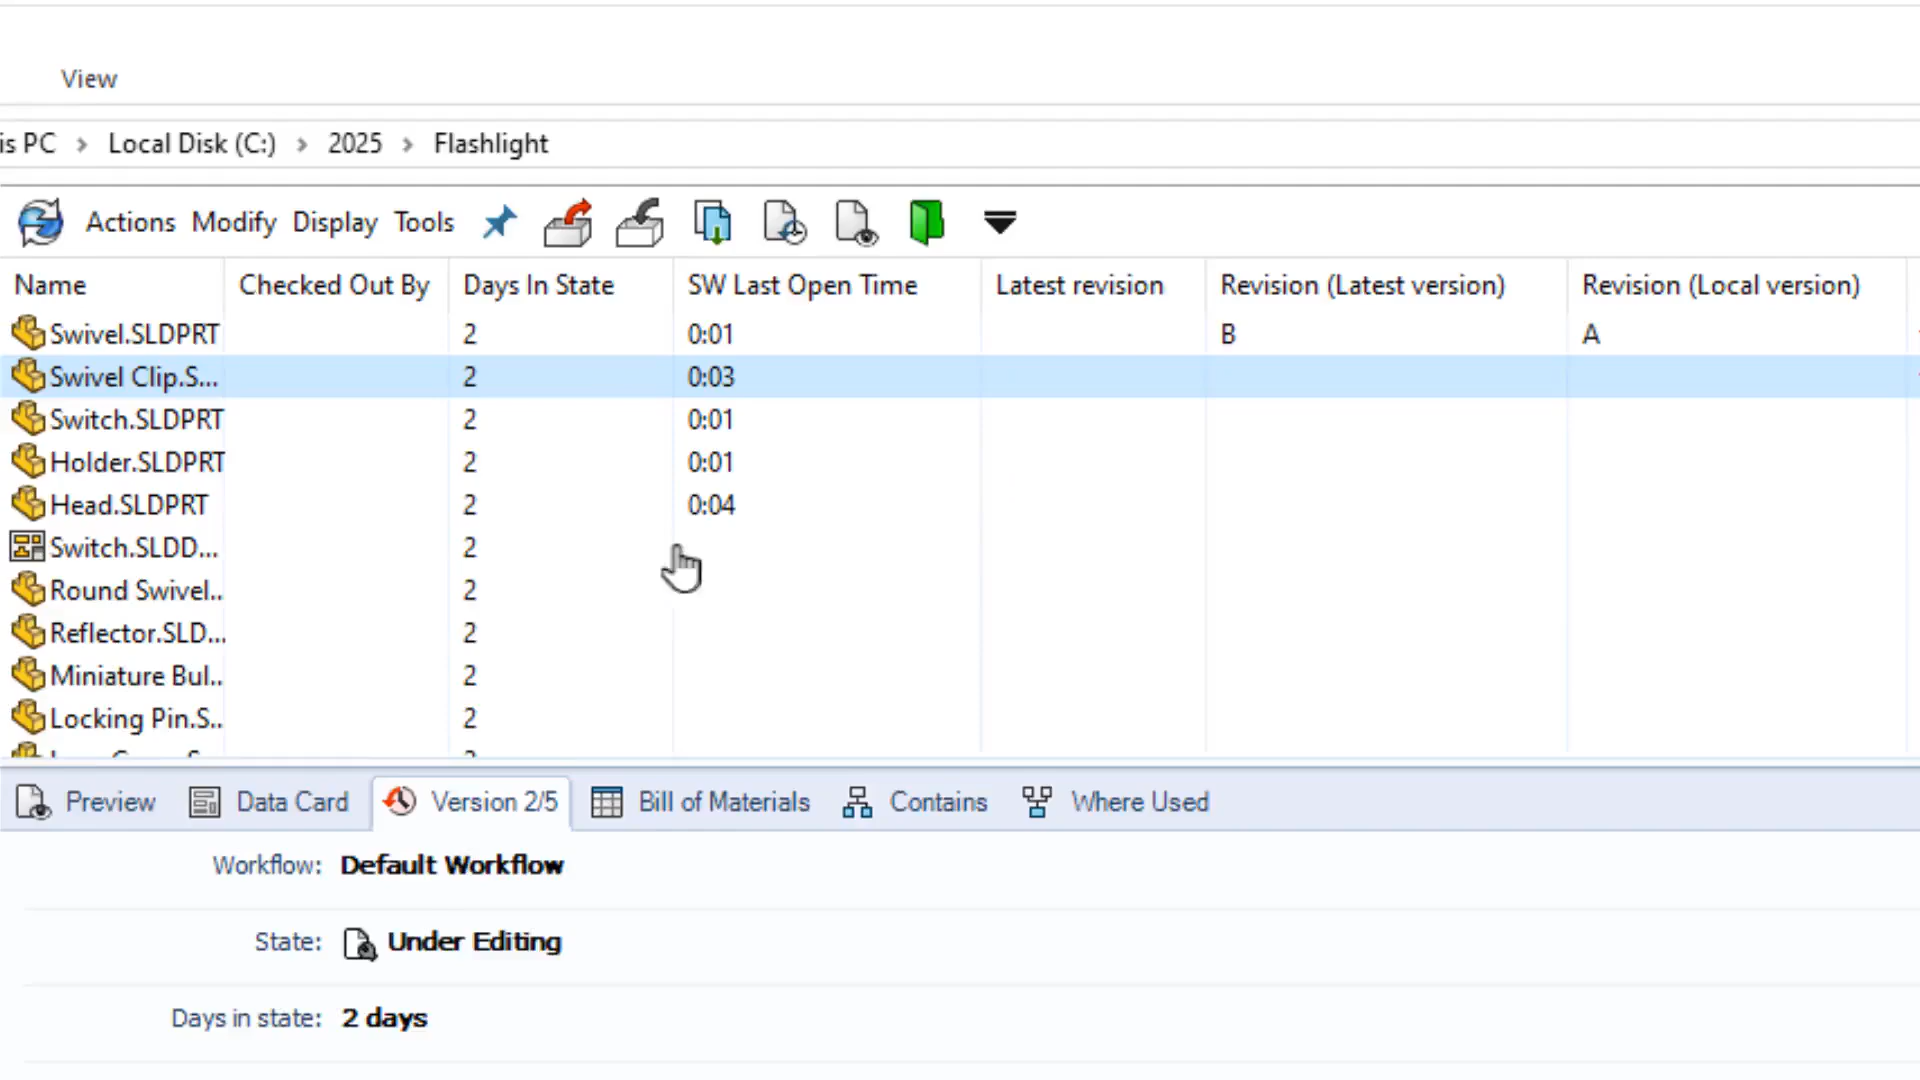 View
is PC > Local Disk (C:) > 2025 > Flashlight
Actions Modify Display Tools
Name Checked Out By Days In State SW Last Open Time Latest revision Revision (Latest version) Revision (Local version)
Swivel.SLDPRT 2 0:01 B A
Swivel Clip.S... 2 0:03
Switch.SLDPRT 2 0:01
Holder.SLDPRT 2 0:01
Head.SLDPRT 2 0:04
Switch.SLDD... 2
Round Swivel.. 2
Reflector.SLD... 2
Miniature Bul.. 2
Locking Pin.S.. 2
Preview Data Card Version 2/5 Bill of Materials Contains Where Used
Workflow: Default Workflow
State: Under Editing
Days in state: 2 days